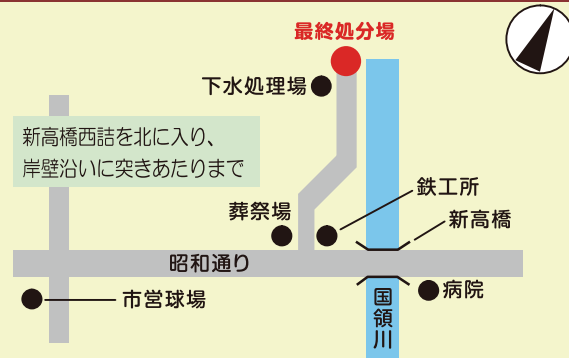 最終処分場
下水処理場
新高橋西詰を北に入り、
岸壁沿いに突きあたりまで
鉄工所
葬祭場
新高橋
昭和通り
市営球場
病院
国領川